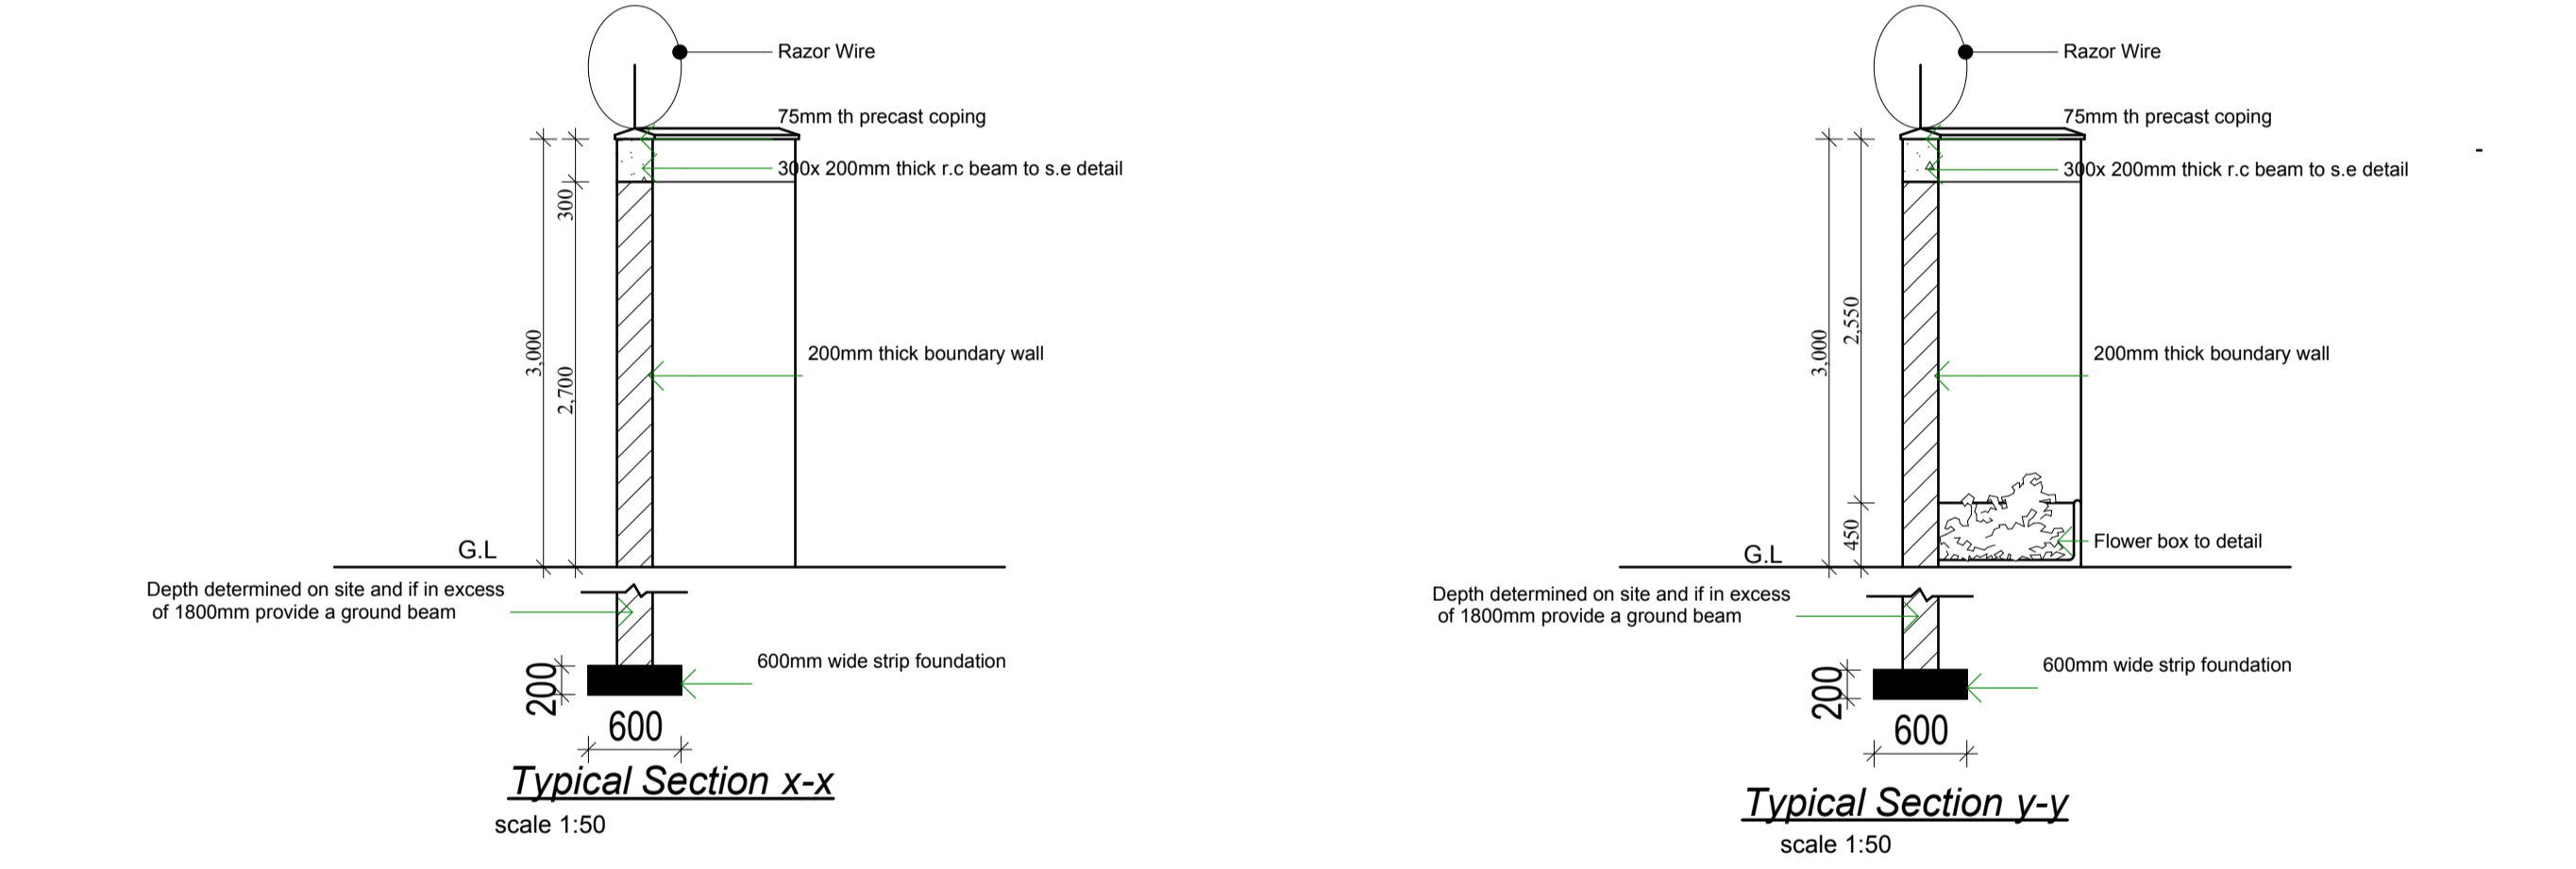 Razor Wire
75mm th precast coping
300x 200mm thick r.c beam to s.e detail
300
3,000
2,700
200mm thick boundary wall
G.L
Depth determined on site and if in excess
of 1800mm provide a ground beam
600mm wide strip foundation
200
600
Typical Section x-x
scale 1:50
Razor Wire
75mm th precast coping
300x 200mm thick r.c beam to s.e detail
2,550
3,000
200mm thick boundary wall
450
Flower box to detail
G.L
Depth determined on site and if in excess
of 1800mm provide a ground beam
600mm wide strip foundation
200
600
Typical Section y-y
scale 1:50